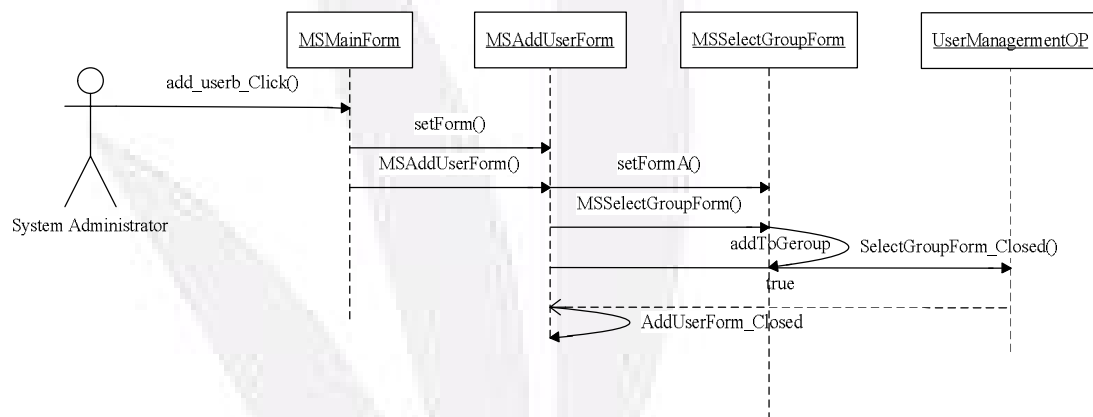 MSMainForm
MSAddUserForm
MSSelectGroupForm
UserManagermentOP
add_userb_Click()
setForm()
MSAddUserForm()
setFormA()
MSSelectGroupForm()
System Administrator
addToGeroup
SelectGroupForm_Closed()
true
AddUserForm_Closed